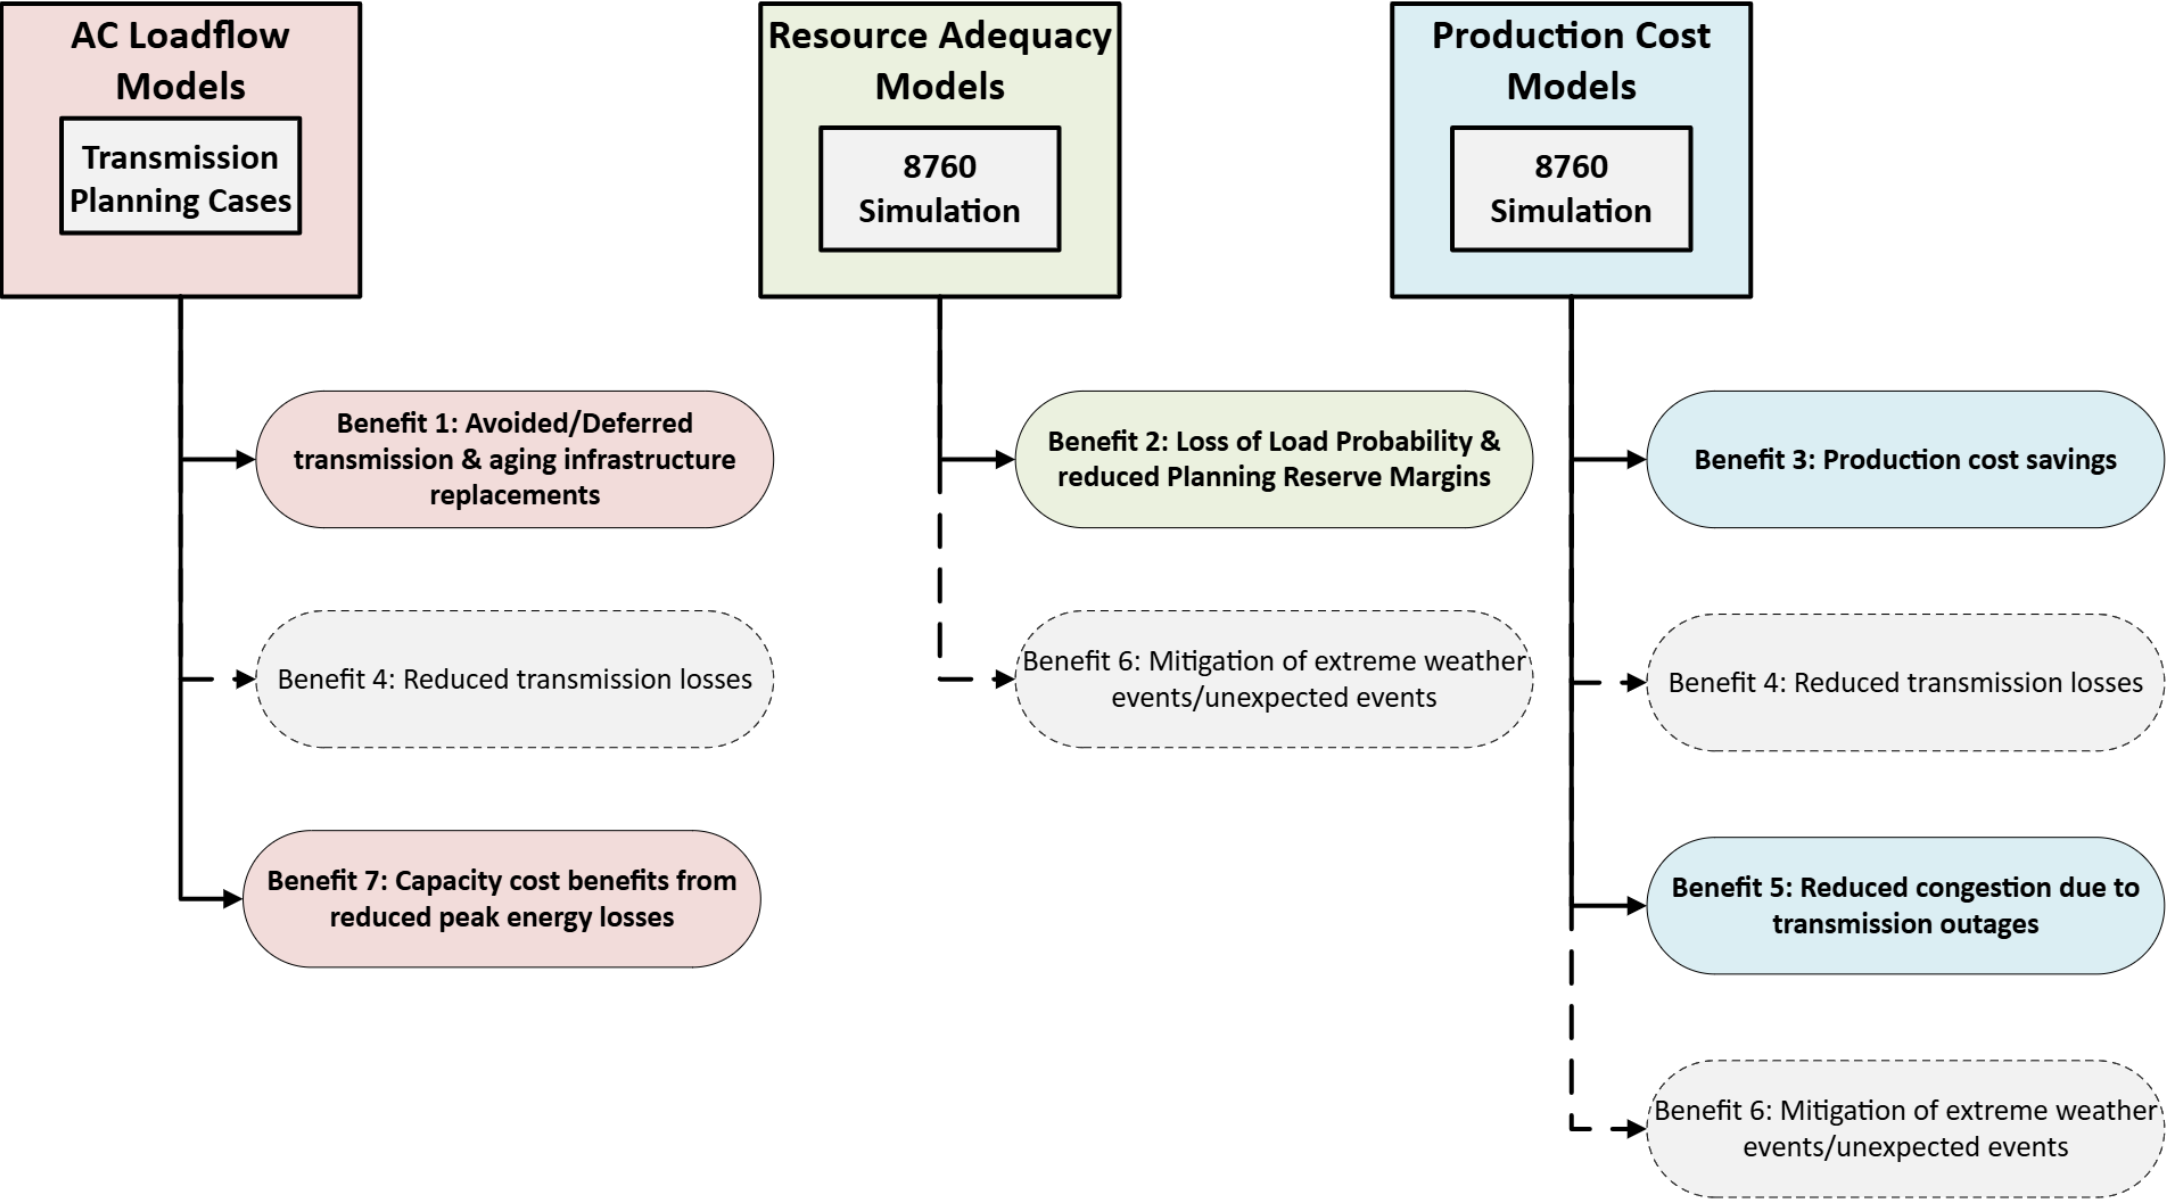 AC Loadflow
Models
Transmission
Planning Cases
Benefit 1: Avoided/Deferred
transmission & aging infrastructure
replacements
Benefit 4: Reduced transmission losses
Benefit 7: Capacity cost benefits from
reduced peak energy losses
Resource Adequacy
Models
8760
Simulation
Benefit 2: Loss of Load Probability &
reduced Planning Reserve Margins
Benefit 6: Mitigation of extreme weather
events/unexpected events
Production Cost
Models
8760
Simulation
Benefit 3: Production cost savings
Benefit 4: Reduced transmission losses
Benefit 5: Reduced congestion due to
transmission outages
Benefit 6: Mitigation of extreme weather
events/unexpected events